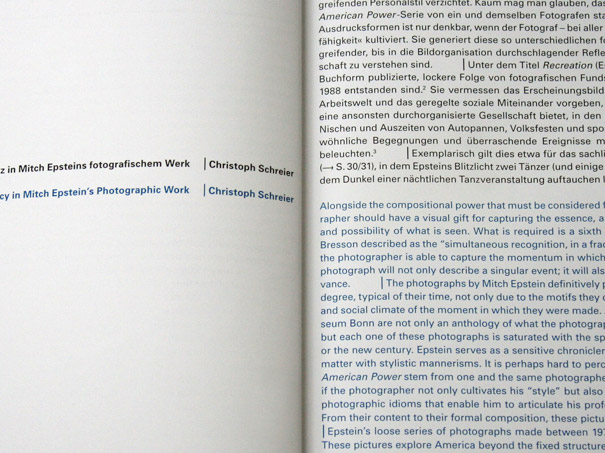 z in Mitch Epsteins fotografischem Werk | Christoph Schreier
cy in Mitch Epstein's Photographic Work | Christoph Schreier
greifenden Personalstil verzichtet. Kaum mag man glauben, das
American Power-Serie von ein und demselben Fotografen sta
Ausdrucksformen ist nur denkbar, wenn der Fotograf – bei aller
fähigkeit« kultiviert. Sie generiert diese so unterschiedlichen fo
greifender, bis in die Bildorganisation durchschlagender Refle
schaft zu verstehen sind. | Unter dem Titel Recreation (E
Buchform publizierte, lockere Folge von fotografischen Funds
1988 entstanden sind.² Sie vermessen das Erscheinungsbild
Arbeitswelt und das geregelte soziale Miteinander vorgeben,
eine ansonsten durchorganisierte Gesellschaft bietet, in den
Nischen und Auszeiten von Autopannen, Volksfesten und spo
wöhnliche Begegnungen und überraschende Ereignisse m
beleuchten.³ | Exemplarisch gilt dies etwa für das sachli
(→ S. 30/31), in dem Epsteins Blitzlicht zwei Tänzer (und einige
dem Dunkel einer nächtlichen Tanzveranstaltung auftauchen l
Alongside the compositional power that must be considered f
rapher should have a visual gift for capturing the essence, a
and possibility of what is seen. What is required is a sixth
Bresson described as the "simultaneous recognition, in a frac
the photographer is able to capture the momentum in which
photograph will not only describe a singular event; it will als
vance. | The photographs by Mitch Epstein definitively p
degree, typical of their time, not only due to the motifs they d
and social climate of the moment in which they were made.
seum Bonn are not only an anthology of what the photograp
but each one of these photographs is saturated with the sp
or the new century. Epstein serves as a sensitive chronicler
matter with stylistic mannerisms. It is perhaps hard to perc
American Power stem from one and the same photographe
if the photographer not only cultivates his "style" but also
photographic idioms that enable him to articulate his prof
From their content to their formal composition, these pictu
| Epstein's loose series of photographs made between 197
These pictures explore America beyond the fixed structure